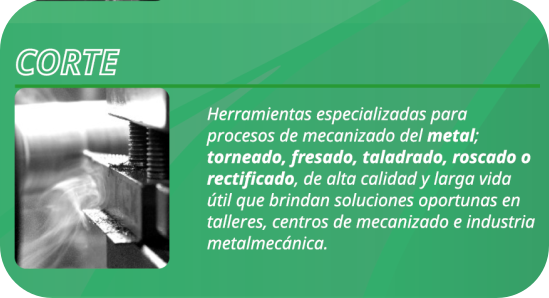 CORTE
Herramientas especializadas para
procesos de mecanizado del metal;
torneado, fresado, taladrado, roscado o
rectificado, de alta calidad y larga vida
útil que brindan soluciones oportunas en
talleres, centros de mecanizado e industria
metalmecánica.